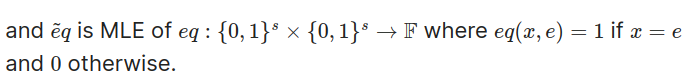 and ẽq is MLE of eq : {0, 1}ˢ × {0, 1}ˢ → 𝔽 where eq(x, e) = 1 if x = e
and 0 otherwise.